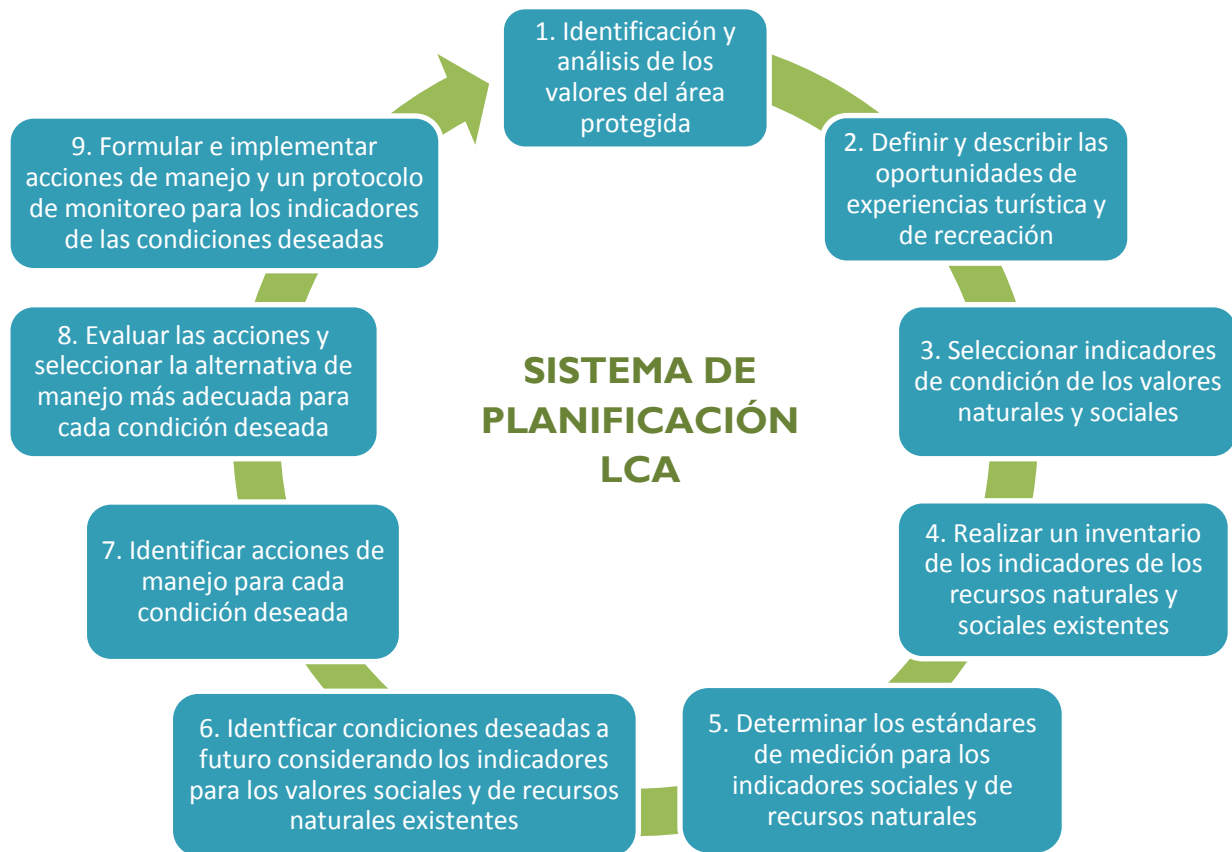 1. Identificación y
análisis de los
valores del área
protegida
2. Definir y describir las
oportunidades de
experiencias turística y
de recreación
3. Seleccionar indicadores
de condición de los valores
naturales y sociales
4. Realizar un inventario
de los indicadores de los
recursos naturales y
sociales existentes
5. Determinar los estándares
de medición para los
indicadores sociales y de
recursos naturales
6. Identficar condiciones deseadas a
futuro considerando los indicadores
para los valores sociales y de recursos
naturales existentes
7. Identificar acciones de
manejo para cada
condición deseada
8. Evaluar las acciones y
seleccionar la alternativa de
manejo más adecuada para
cada condición deseada
9. Formular e implementar
acciones de manejo y un protocolo
de monitoreo para los indicadores
de las condiciones deseadas
SISTEMA DE
PLANIFICACIÓN
LCA